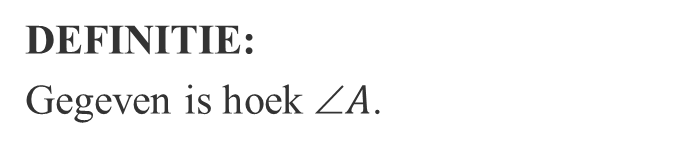 DEFINITIE:
Gegeven is hoek ∠A.